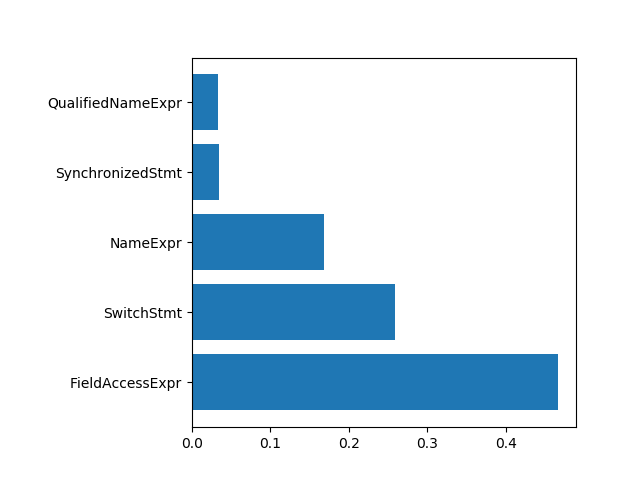 QualifiedNameExpr
SynchronizedStmt
NameExpr
SwitchStmt
FieldAccessExpr
0.0 0.1 0.2 0.3 0.4